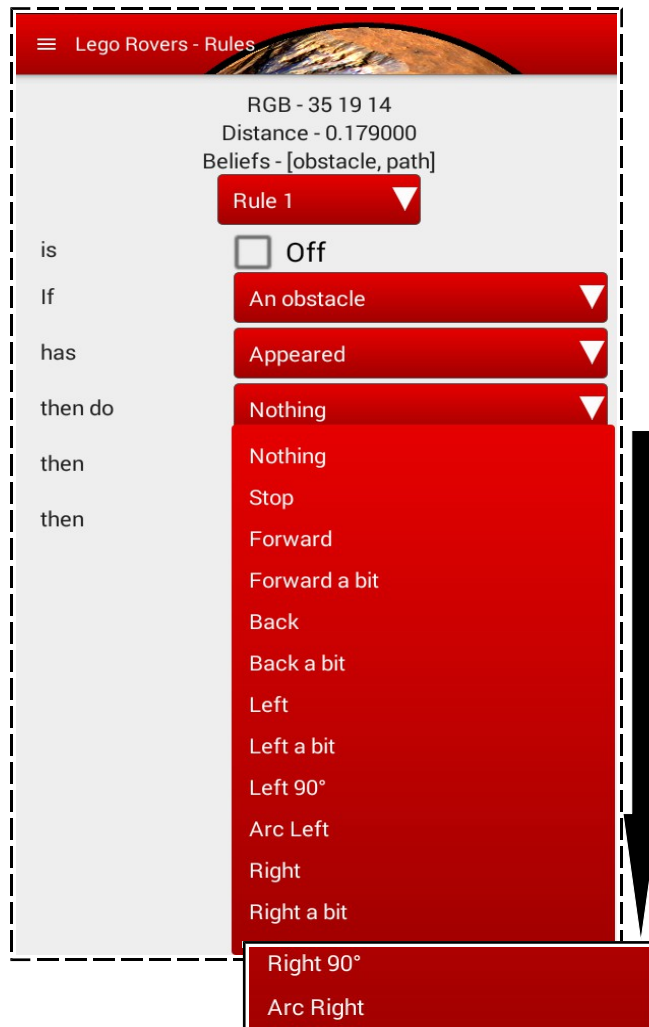 Lego Rovers - Rules
RGB - 35 19 14
Distance - 0.179000
Beliefs - [obstacle, path]
Rule 1
is Off
If An obstacle
has Appeared
then do Nothing
then
then
Nothing
Stop
Forward
Forward a bit
Back
Back a bit
Left
Left a bit
Left 90°
Arc Left
Right
Right a bit
Right 90°
Arc Right